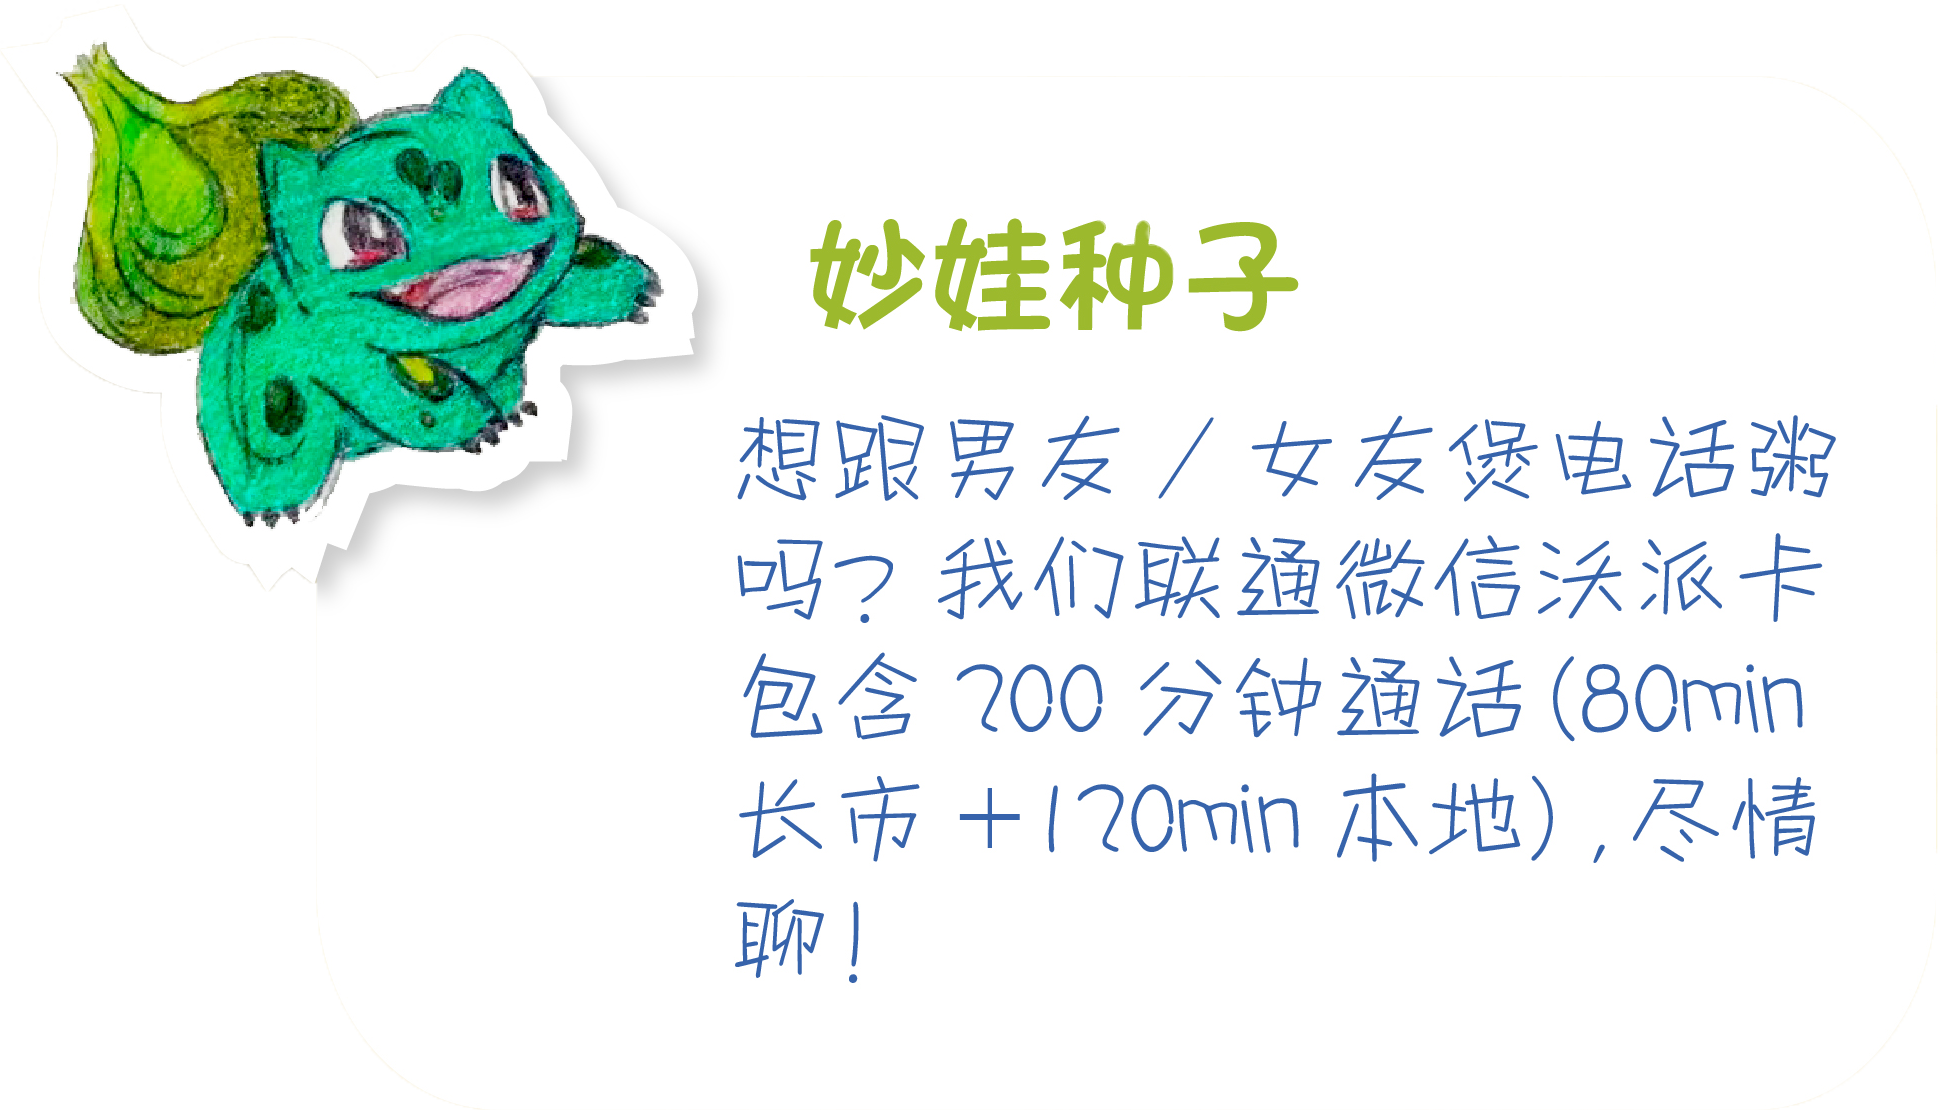 妙娃种子
想跟男友/女友煲电话粥
吗?我们联通微信沃派卡
包含200分钟通话(80min
长市+120min本地),尽情
聊!